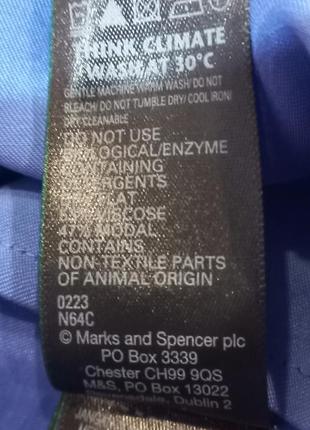 THINK CLIMATE
WASH AT 30°C
GENTLE MACHINE WARM WASH/ DO NOT
BLEACH/ DO NOT TUMBLE DRY/ COOL IRON/
DRY CLEANABLE
DO NOT USE
BIOLOGICAL/ENZYME
CONTAINING
DETERGENTS
VISCOSE
47% MODAL
CONTAINS
NON-TEXTILE PARTS
OF ANIMAL ORIGIN
0223
N64C
© Marks and Spencer plc
PO Box 3339
Chester CH99 9QS
M&S, PO Box 13022
Dublin 2